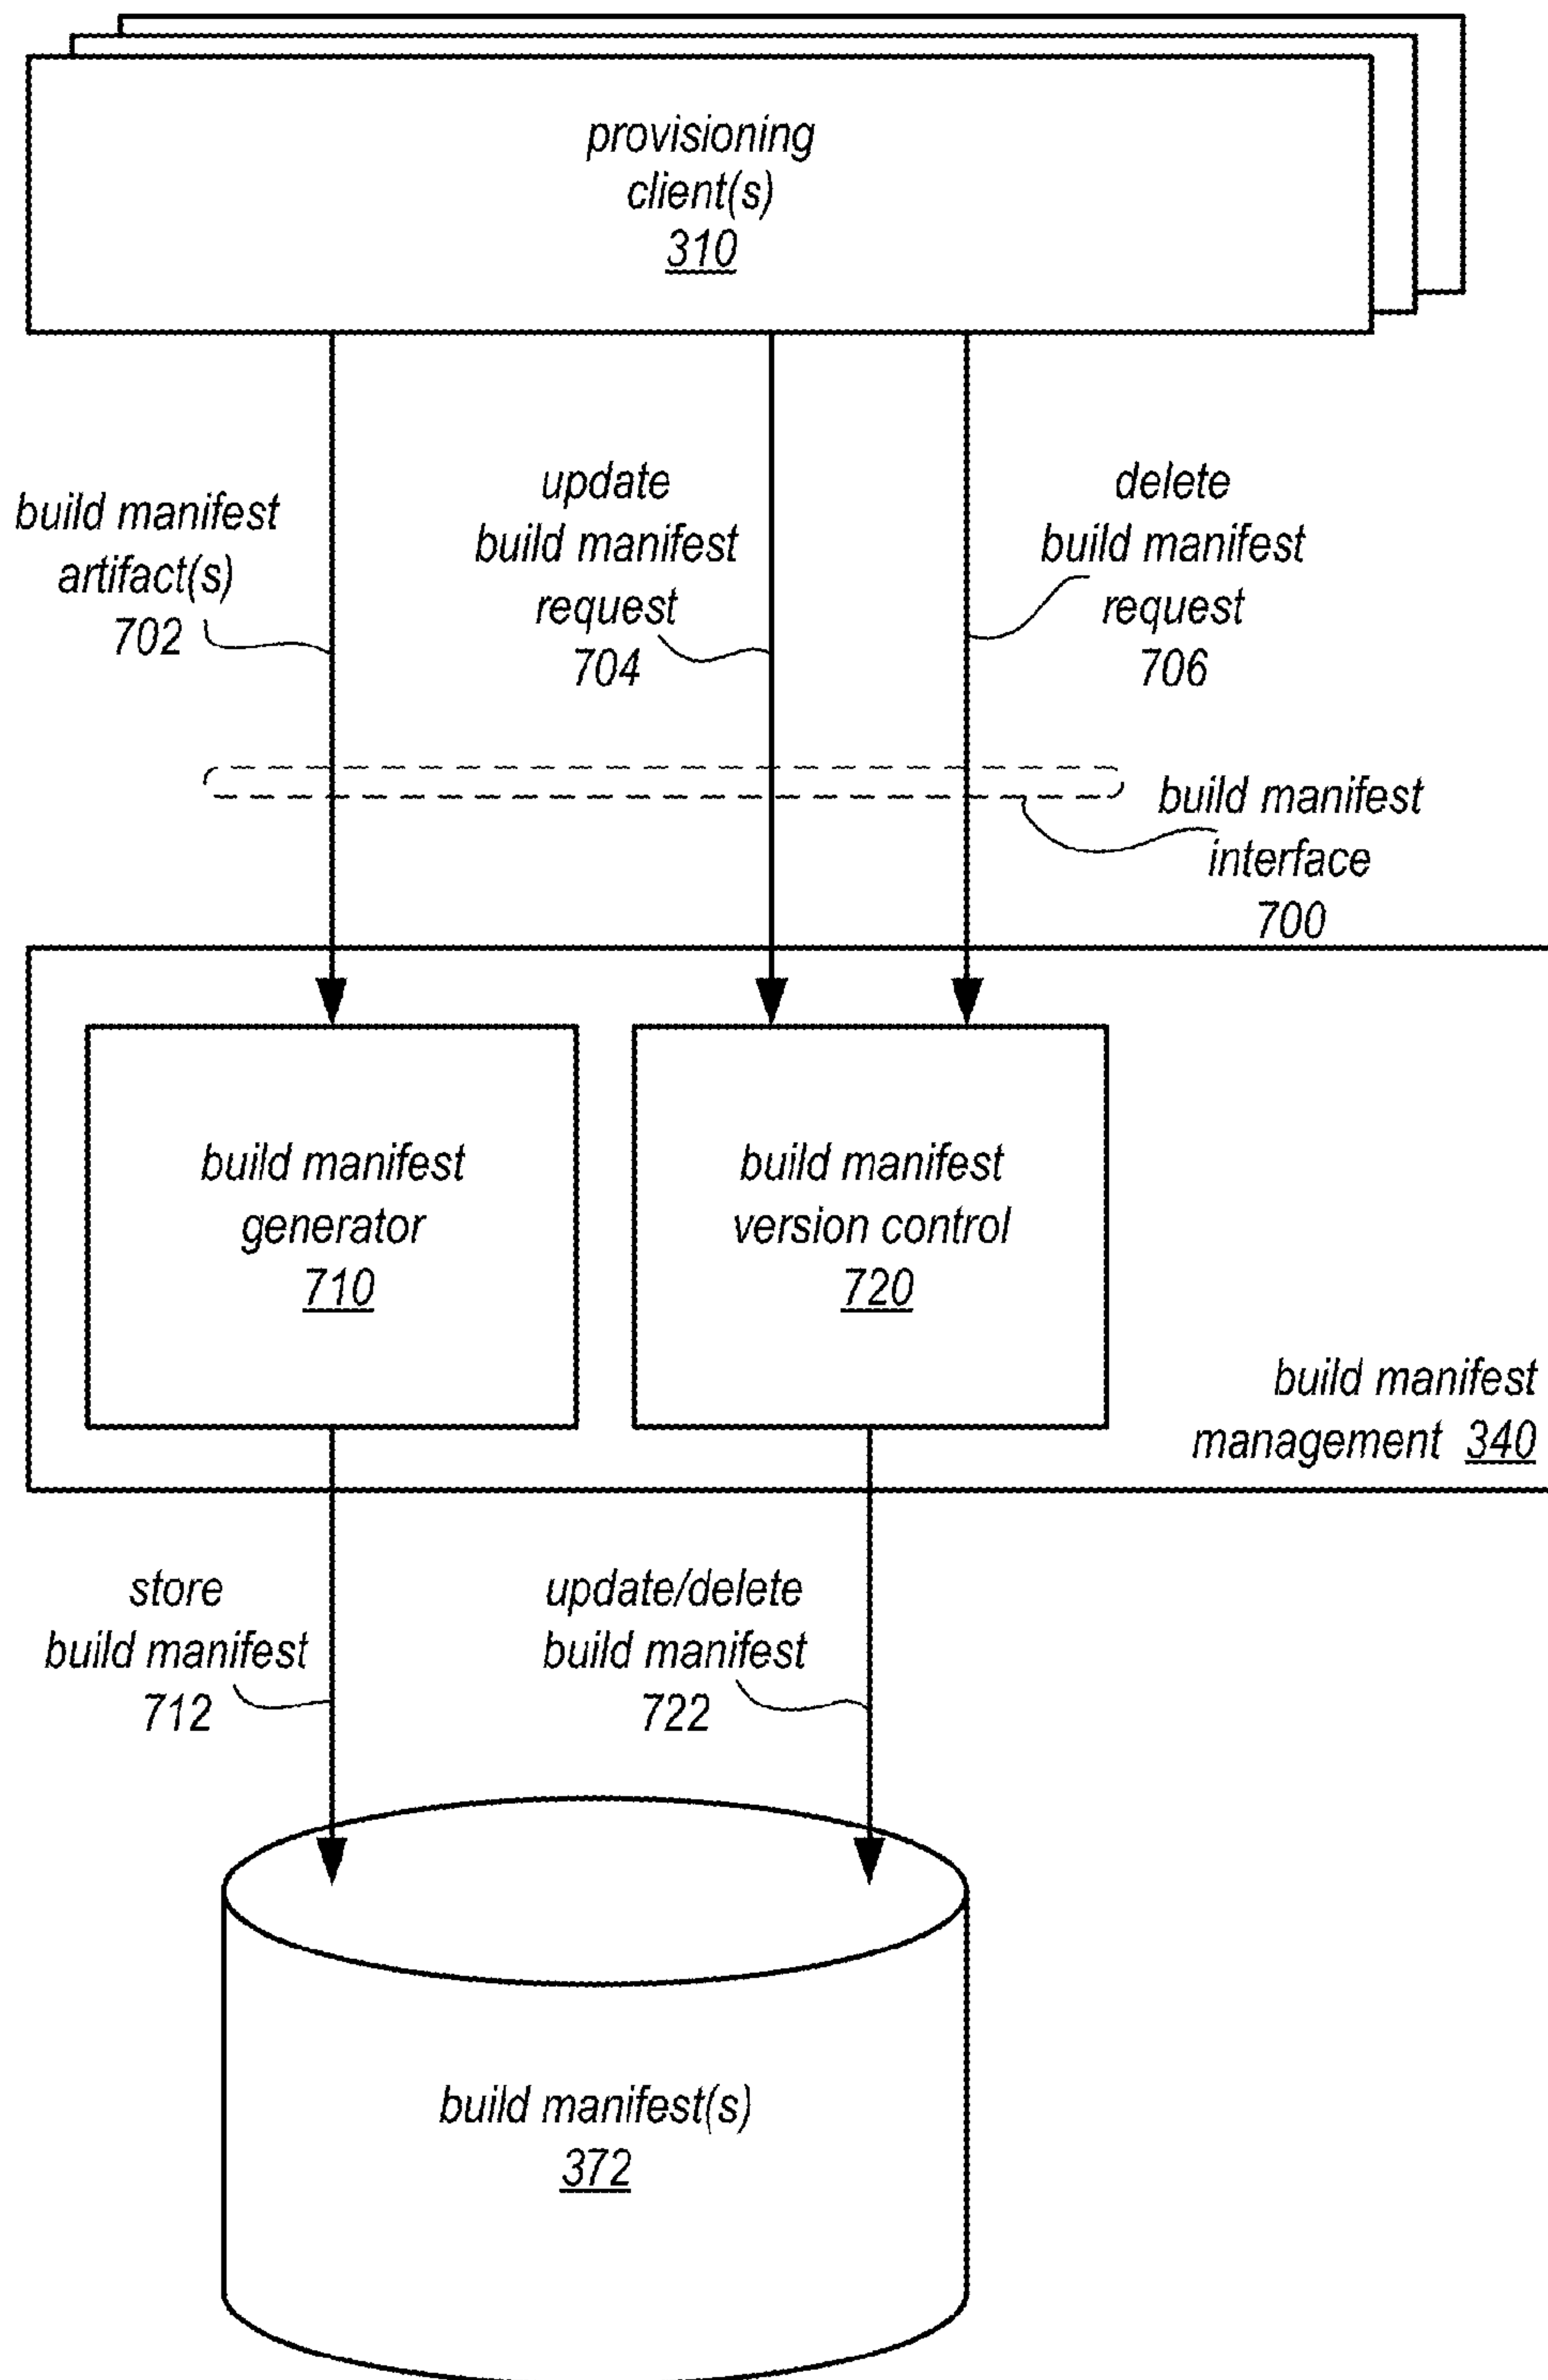 provisioning
client(s)
310
build manifest
artifact(s)
702
update
build manifest
request
704
delete
build manifest
request
706
build manifest
interface
700
build manifest
generator
710
build manifest
version control
720
build manifest
management 340
store
build manifest
712
update/delete
build manifest
722
build manifest(s)
372